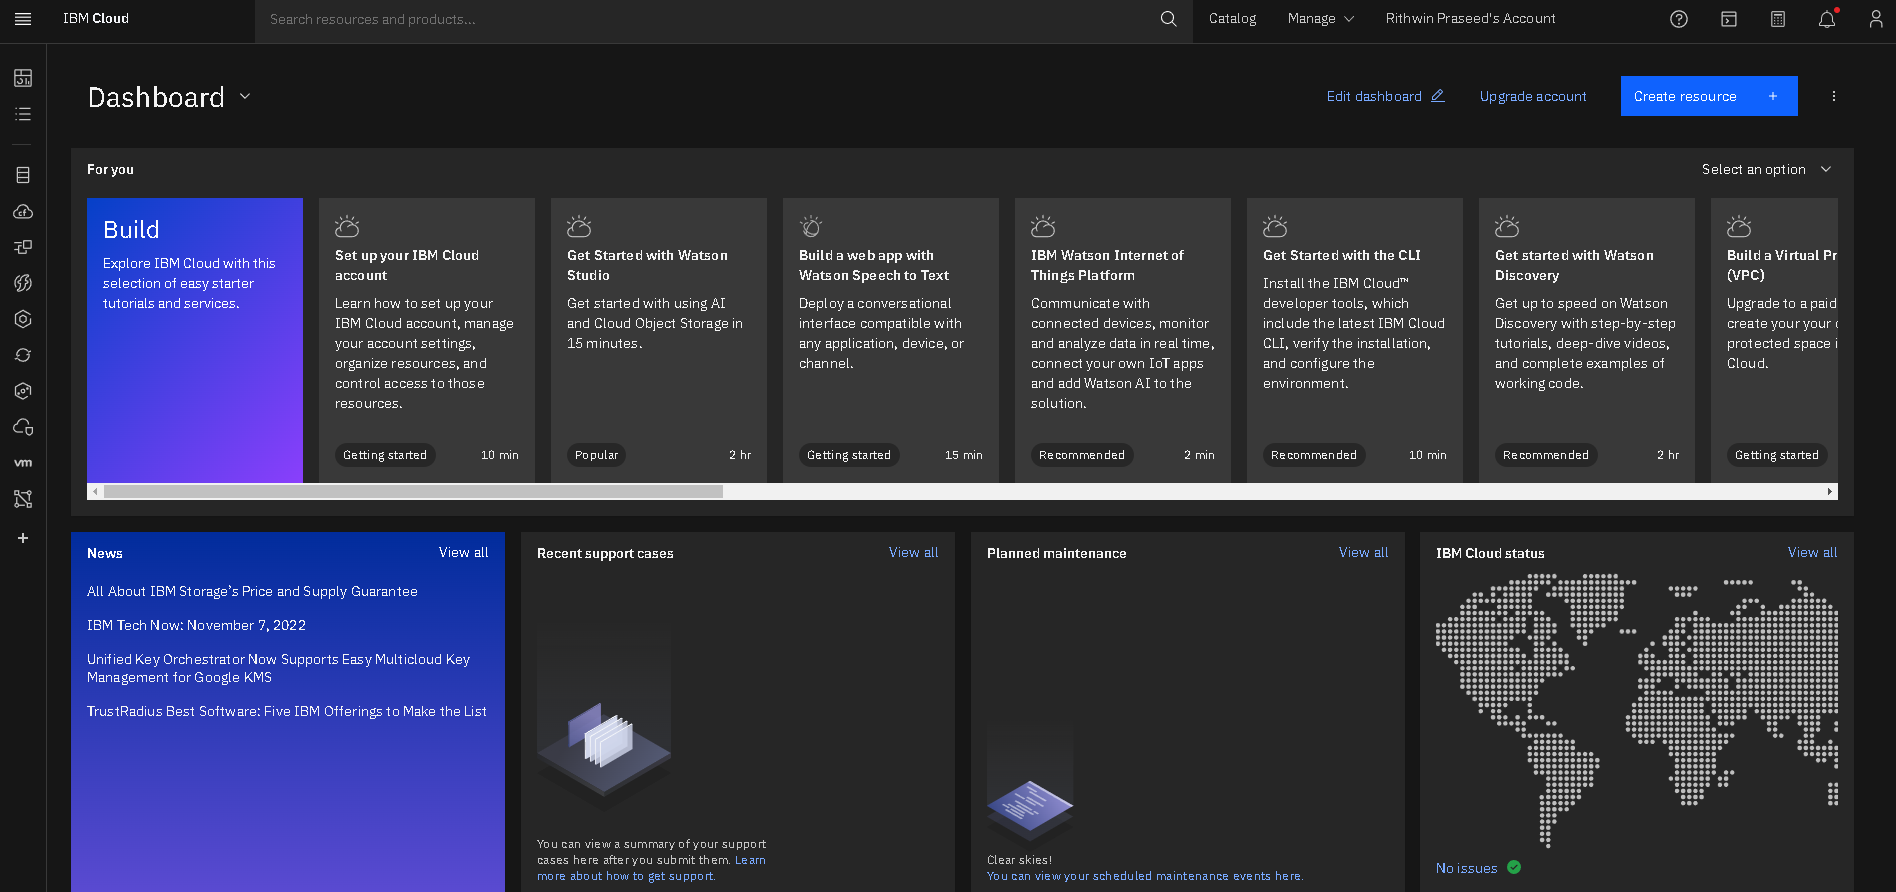 IBM Cloud
Search resources and products...
Catalog
Manage
Rithwin Praseed's Account
Dashboard
Edit dashboard
Upgrade account
Create resource +
For you
Select an option
Build
Explore IBM Cloud with this
selection of easy starter
tutorials and services.
Set up your IBM Cloud
account
Learn how to set up your
IBM Cloud account, manage
your account settings,
organize resources, and
control access to those
resources.
Getting started
10 min
Get Started with Watson
Studio
Get started with using AI
and Cloud Object Storage in
15 minutes.
Popular
2 hr
Build a web app with
Watson Speech to Text
Deploy a conversational
interface compatible with
any application, device, or
channel.
Getting started
15 min
IBM Watson Internet of
Things Platform
Communicate with
connected devices, monitor
and analyze data in real time,
connect your own IoT apps
and add Watson AI to the
solution.
Recommended
2 min
Get Started with the CLI
Install the IBM Cloud™
developer tools, which
include the latest IBM Cloud
CLI, verify the installation,
and configure the
environment.
Recommended
10 min
Get started with Watson
Discovery
Get up to speed on Watson
Discovery with step-by-step
tutorials, deep-dive videos,
and complete examples of
working code.
Recommended
2 hr
Build a Virtual Pr
(VPC)
Upgrade to a paid
create your your
protected space i
Cloud.
Getting started
vm
News
View all
All About IBM Storage’s Price and Supply Guarantee
IBM Tech Now: November 7, 2022
Unified Key Orchestrator Now Supports Easy Multicloud Key
Management for Google KMS
TrustRadius Best Software: Five IBM Offerings to Make the List
Recent support cases
View all
You can view a summary of your support
cases here after you submit them. Learn
more about how to get support.
Planned maintenance
View all
Clear skies!
You can view your scheduled maintenance events here.
IBM Cloud status
View all
No issues